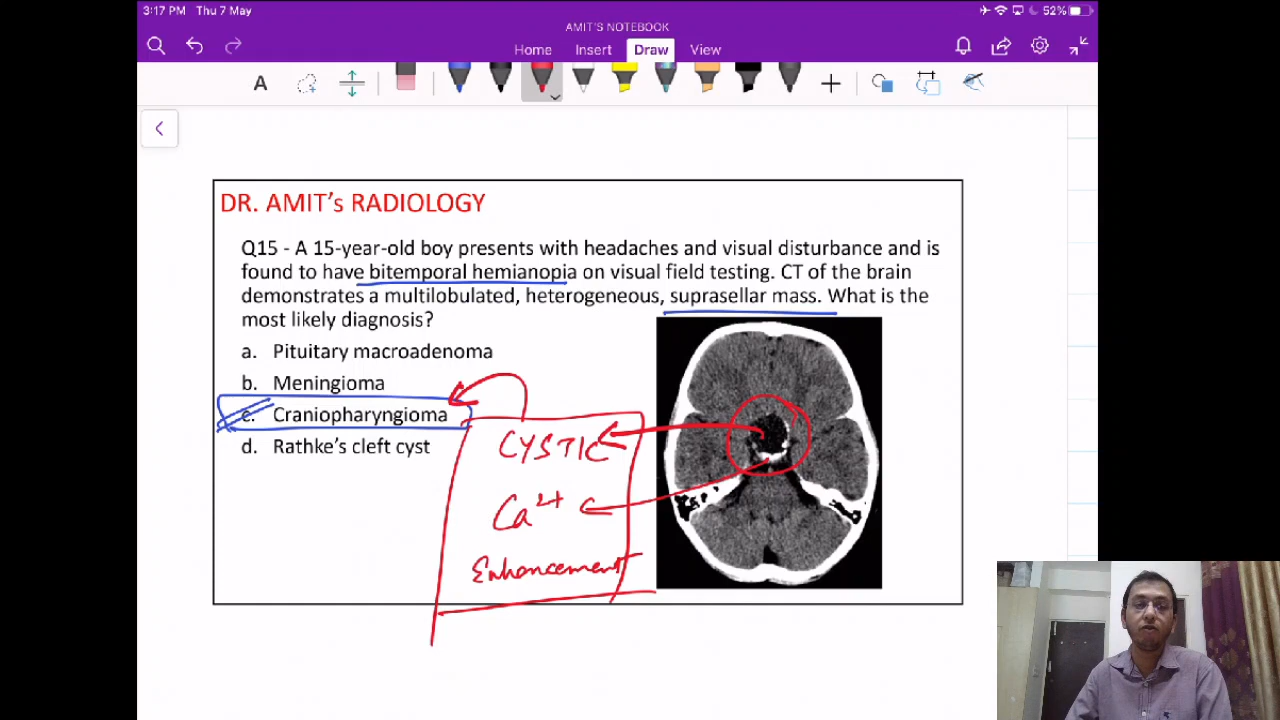 3:17 PM Thu 7 May
52%
AMIT'S NOTEBOOK
Home Insert Draw View
A
DR. AMIT's RADIOLOGY
Q15 - A 15-year-old boy presents with headaches and visual disturbance and is
found to have bitemporal hemianopia on visual field testing. CT of the brain
demonstrates a multilobulated, heterogeneous, suprasellar mass. What is the
most likely diagnosis?
a. Pituitary macroadenoma
b. Meningioma
c. Craniopharyngioma
d. Rathke's cleft cyst
CYSTIC
Ca2+
Enhancement